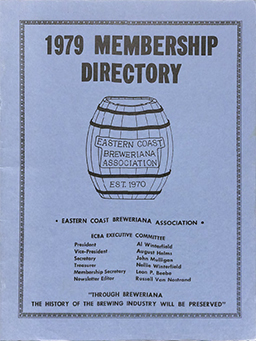 1979 MEMBERSHIP
DIRECTORY
EASTERN COAST
BREWERIANA
ASSOCIATION
EST. 1970
• EASTERN COAST BREWERIANA ASSOCIATION •
ECBA EXECUTIVE COMMITTEE
President Al Winterfield
Vice-President August Helms
Secretary John Mulligan
Treasurer Nellie Winterfield
Membership Secretary Leon P. Beebe
Newsletter Editor Russell Van Nostrand
"THROUGH BREWERIANA
THE HISTORY OF THE BREWING INDUSTRY WILL BE PRESERVED"